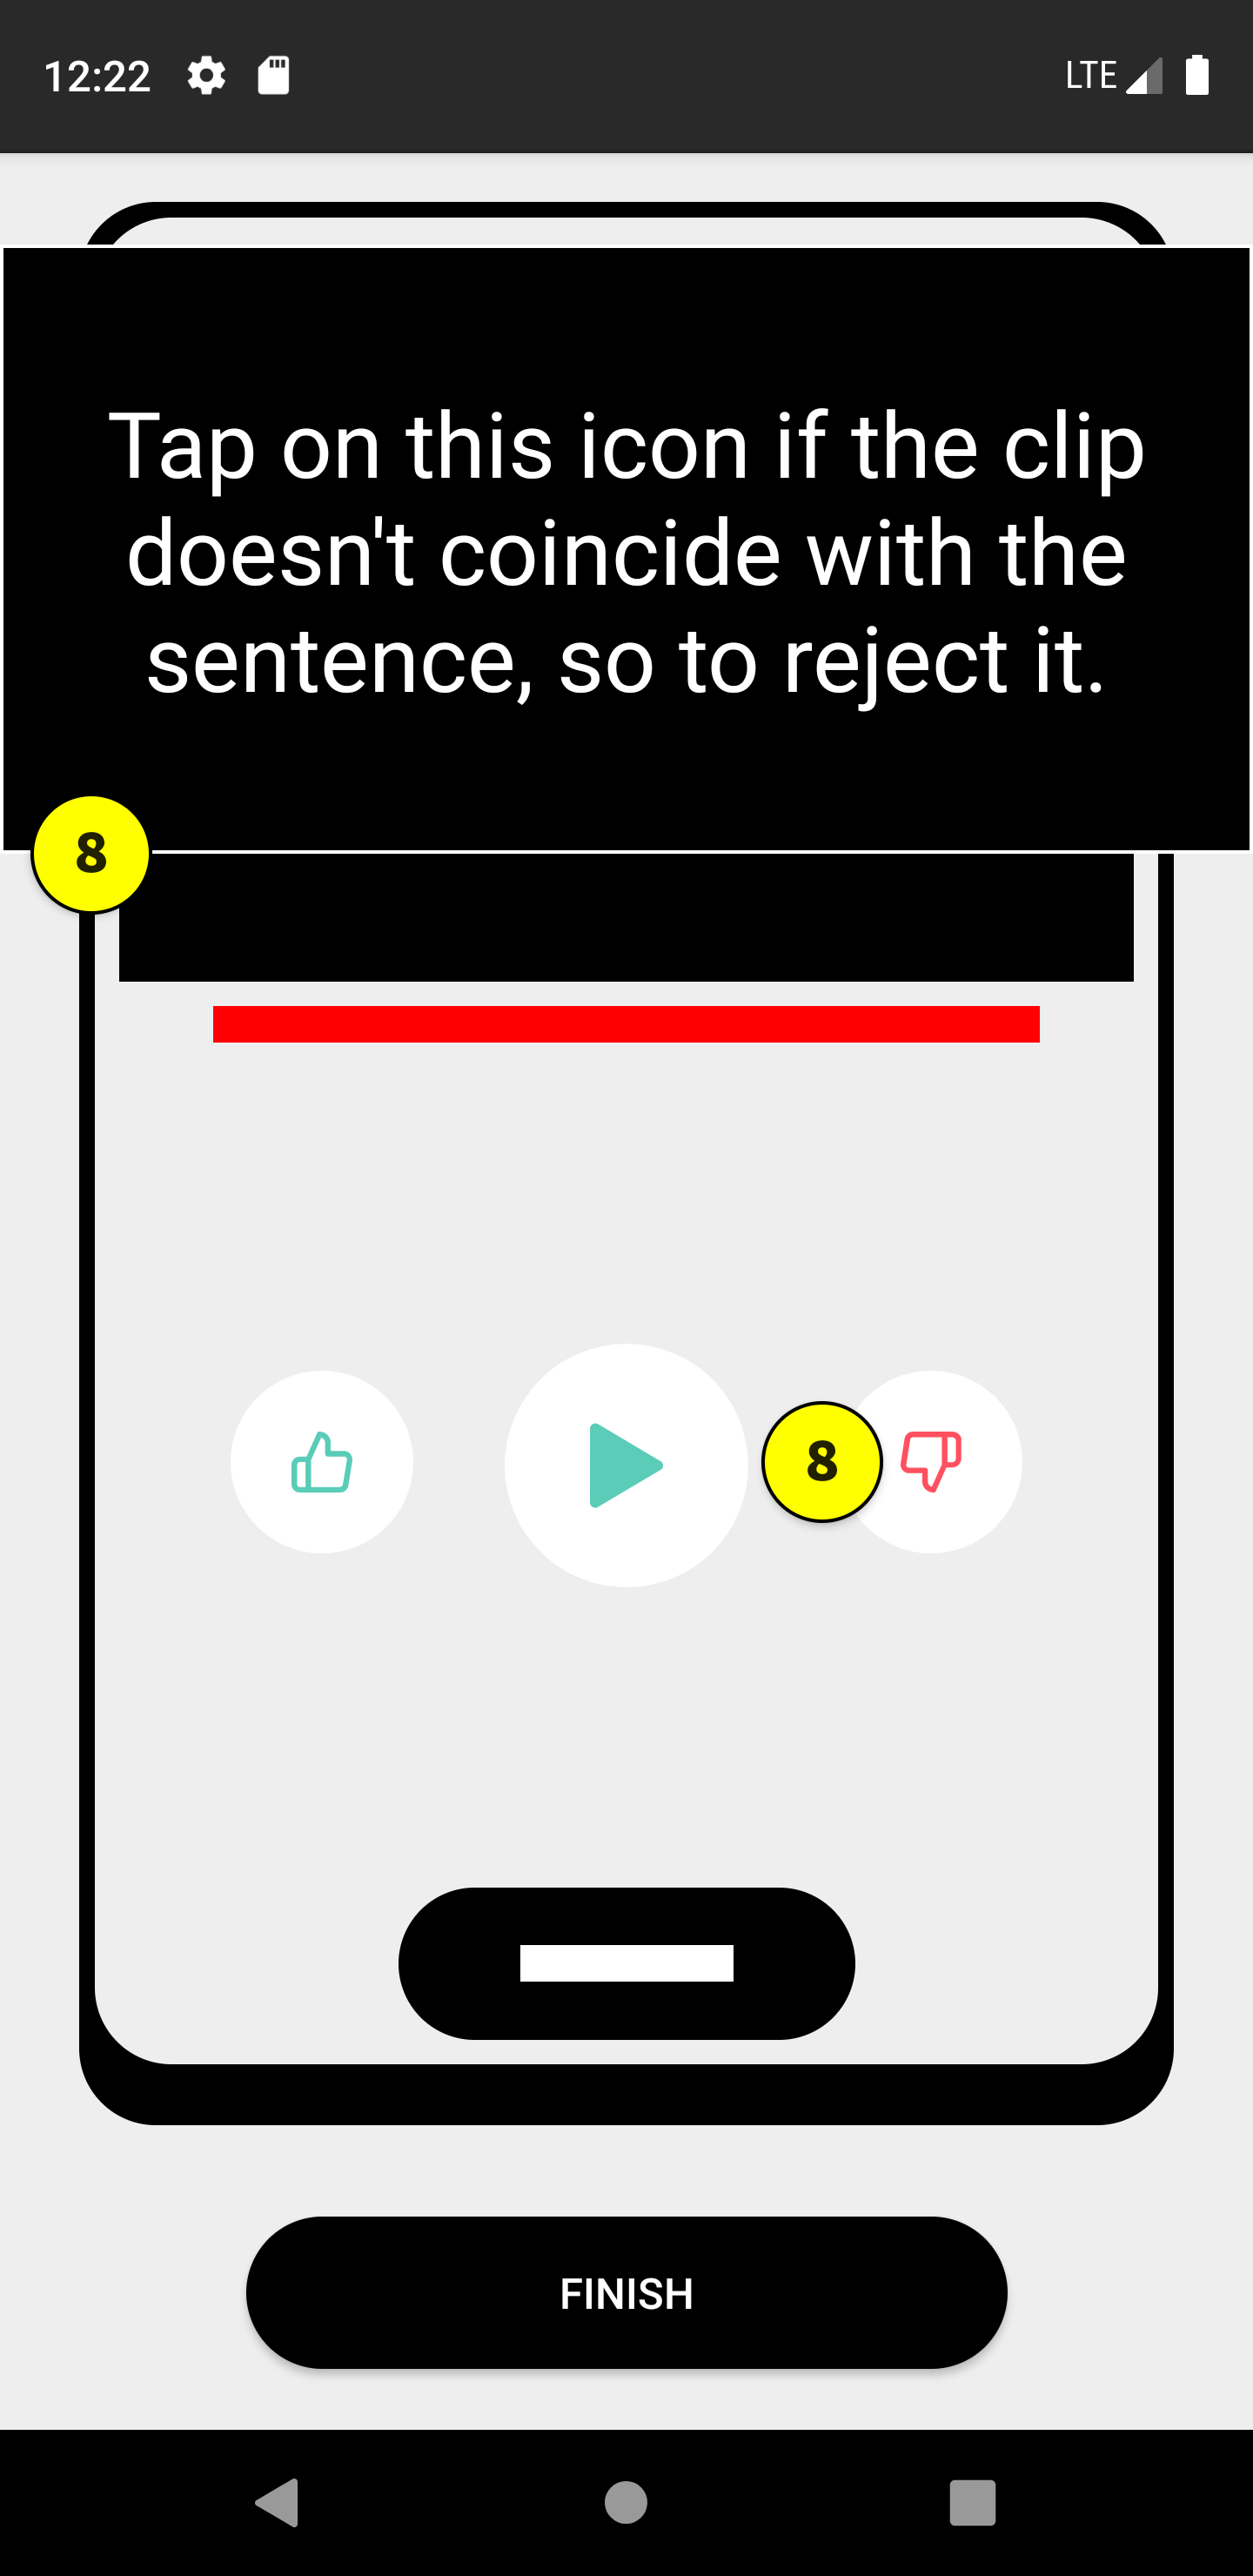 12:22
LTE
Tap on this icon if the clip
doesn't coincide with the
sentence, so to reject it.
8
8
FINISH